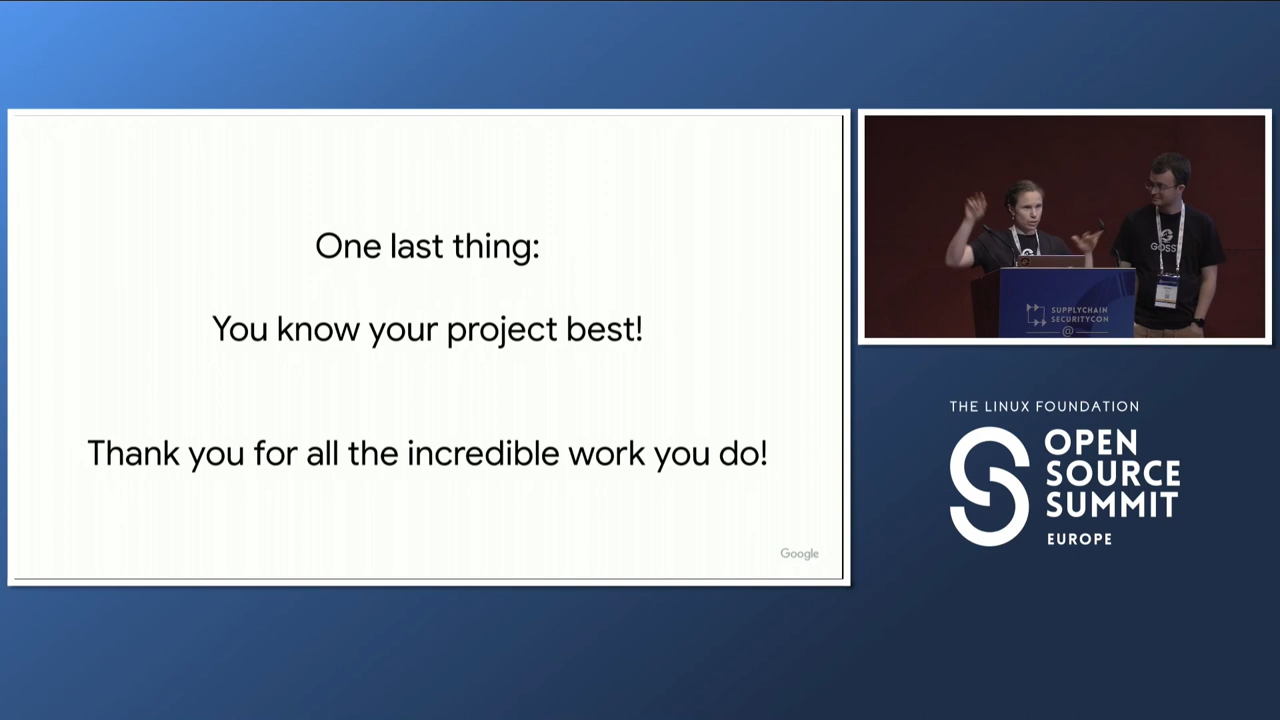 One last thing:
You know your project best!
Thank you for all the incredible work you do!
Google
SUPPLYCHAIN
SECURITYCON
@
THE LINUX FOUNDATION
OPEN
SOURCE
SUMMIT
EUROPE